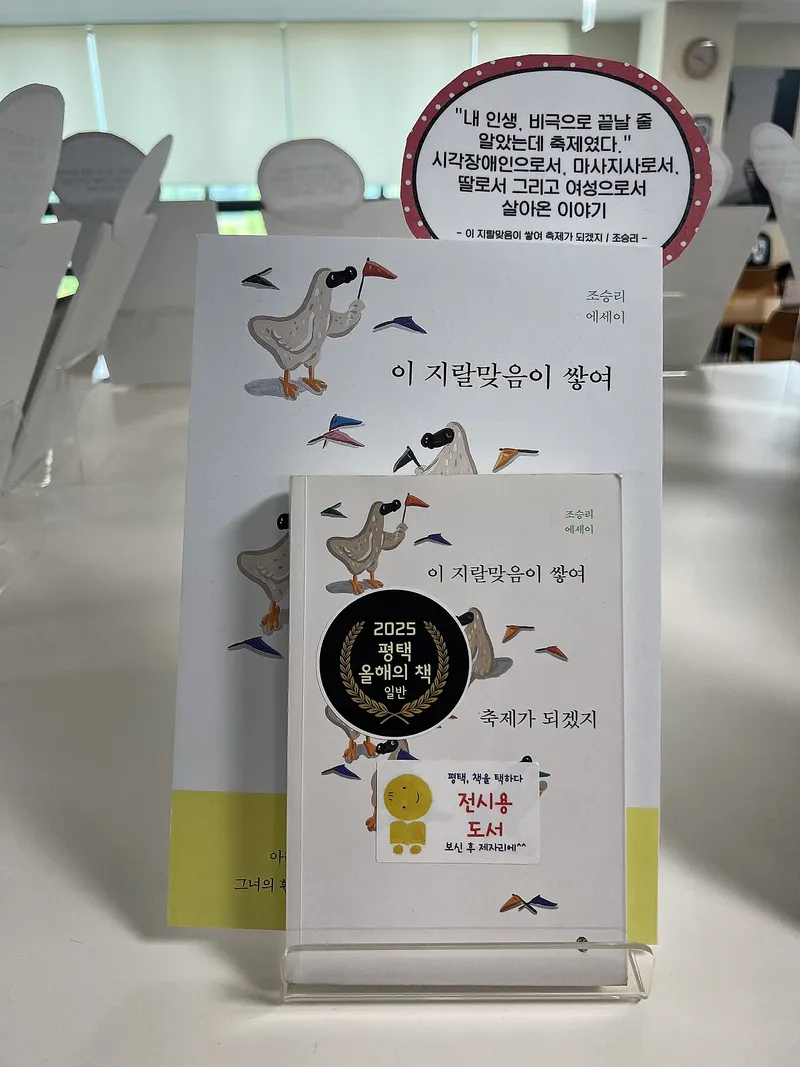 "내 인생, 비극으로 끝날 줄
알았는데 축제였다."
시각장애인으로서, 마사지사로서,
딸로서 그리고 여성으로서
살아온 이야기
- 이 지랄맞음이 쌓여 축제가 되겠지 / 조승리 -
조승리
에세이
이 지랄맞음이 쌓여
그녀의
조승리
에세이
이 지랄맞음이 쌓여
2025
평택
올해의 책
일반
축제가 되겠지
평택, 책을 택하다
전시용
도서
보신 후 제자리에^^